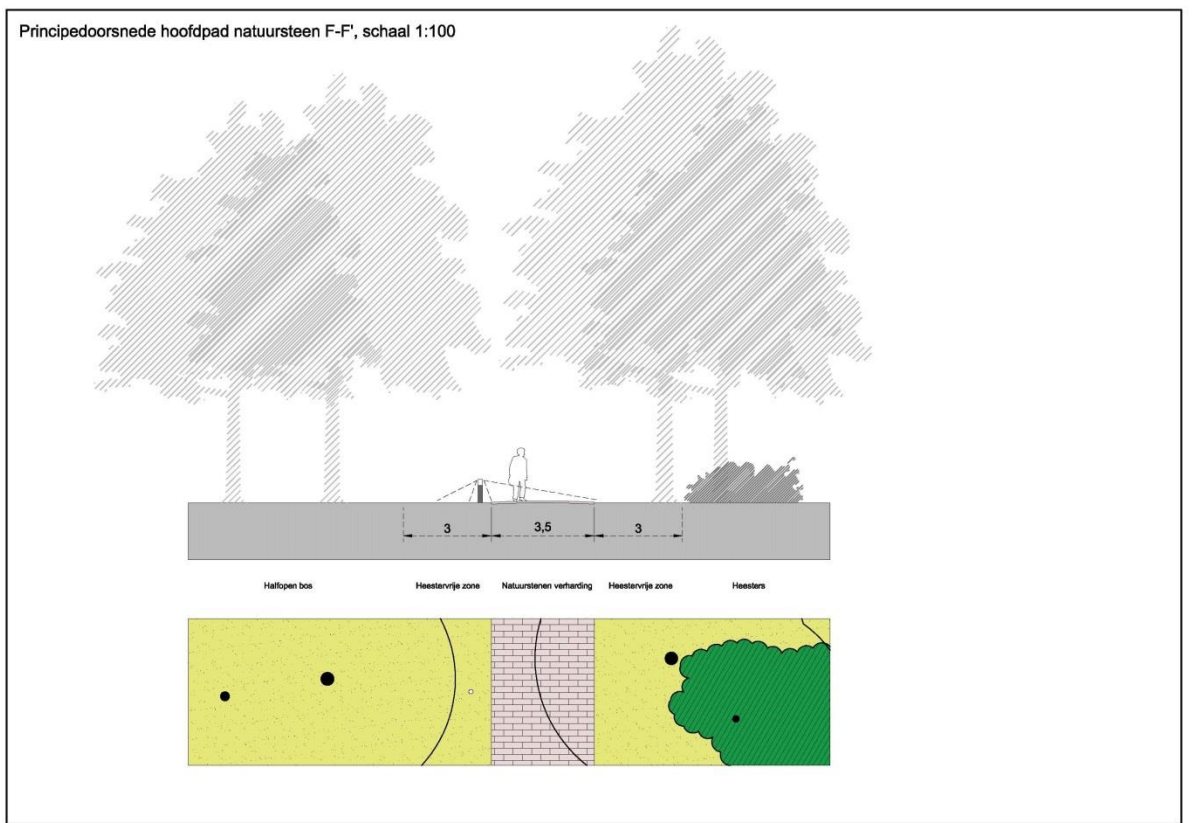 Principedoorsnede hoofdpad natuursteen F-F', schaal 1:100
3 3,5 3
Halfopen bos Heestervrije zone Natuurstenen verharding Heestervrije zone Heesters